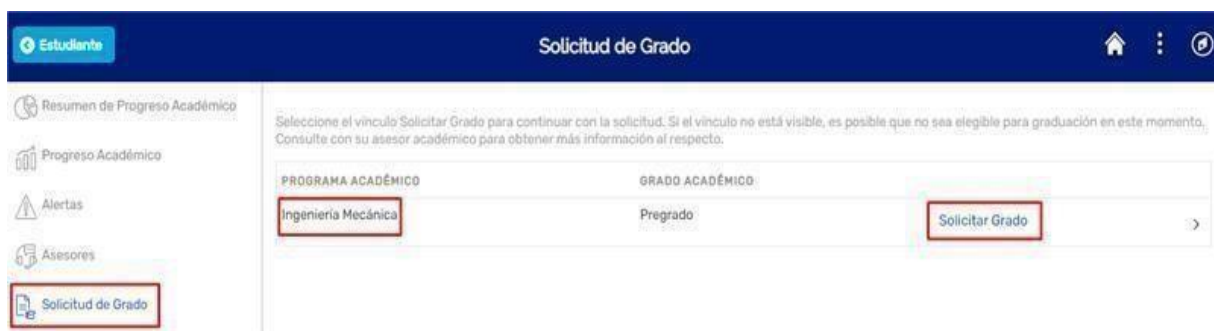 Estudiante
Solicitud de Grado
Resumen de Progreso Académico
Progreso Académico
Alertas
Asesores
Solicitud de Grado
Seleccione el vínculo Solicitar Grado para continuar con la solicitud. Si el vínculo no está visible, es posible que no sea elegible para graduación en este momento.
Consulte con su asesor académico para obtener más información al respecto.
PROGRAMA ACADÉMICO GRADO ACADÉMICO
Ingeniería Mecánica Pregrado Solicitar Grado